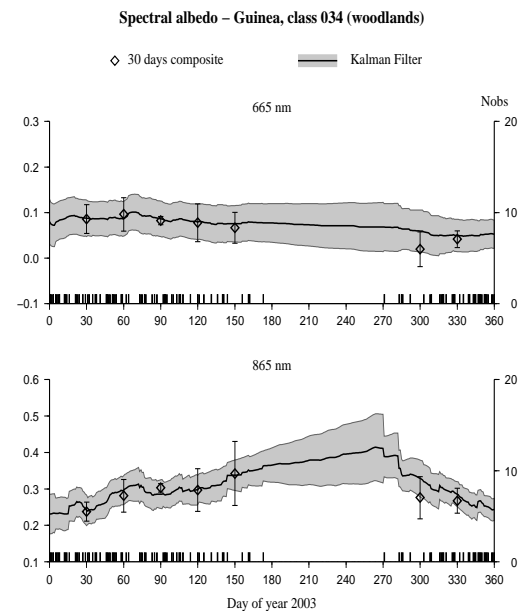 Spectral albedo – Guinea, class 034 (woodlands)
30 days composite Kalman Filter
665 nm Nobs
0.3 20
0.2
0.1 10
0.0
–0.1 0
0 30 60 90 120 150 180 210 240 270 300 330 360
865 nm
0.6 20
0.5
0.4
10
0.3
0.2
0.1 0
0 30 60 90 120 150 180 210 240 270 300 330 360
Day of year 2003